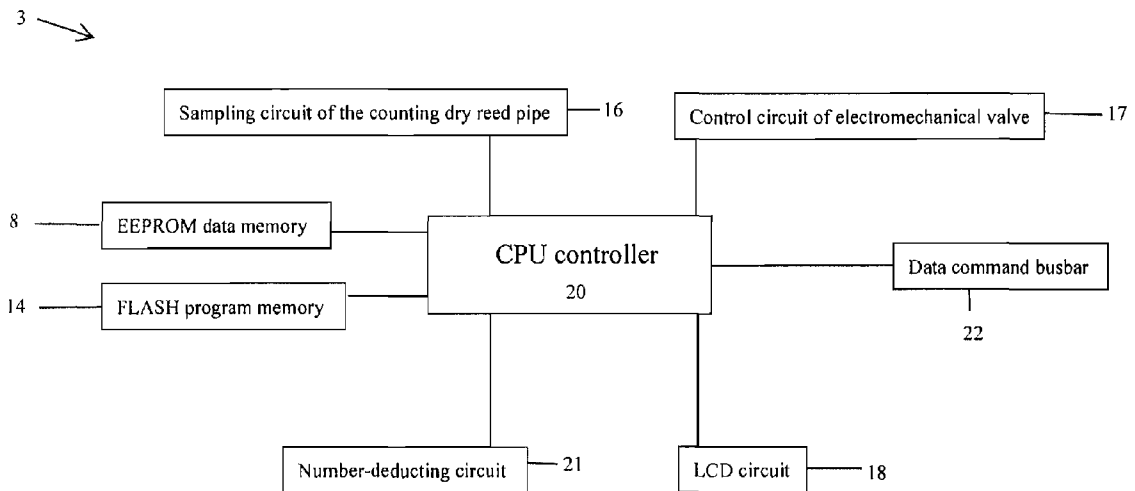 3
Sampling circuit of the counting dry reed pipe
16
Control circuit of electromechanical valve
17
8
EEPROM data memory
CPU controller
20
Data command busbar
22
14
FLASH program memory
Number-deducting circuit
21
LCD circuit
18